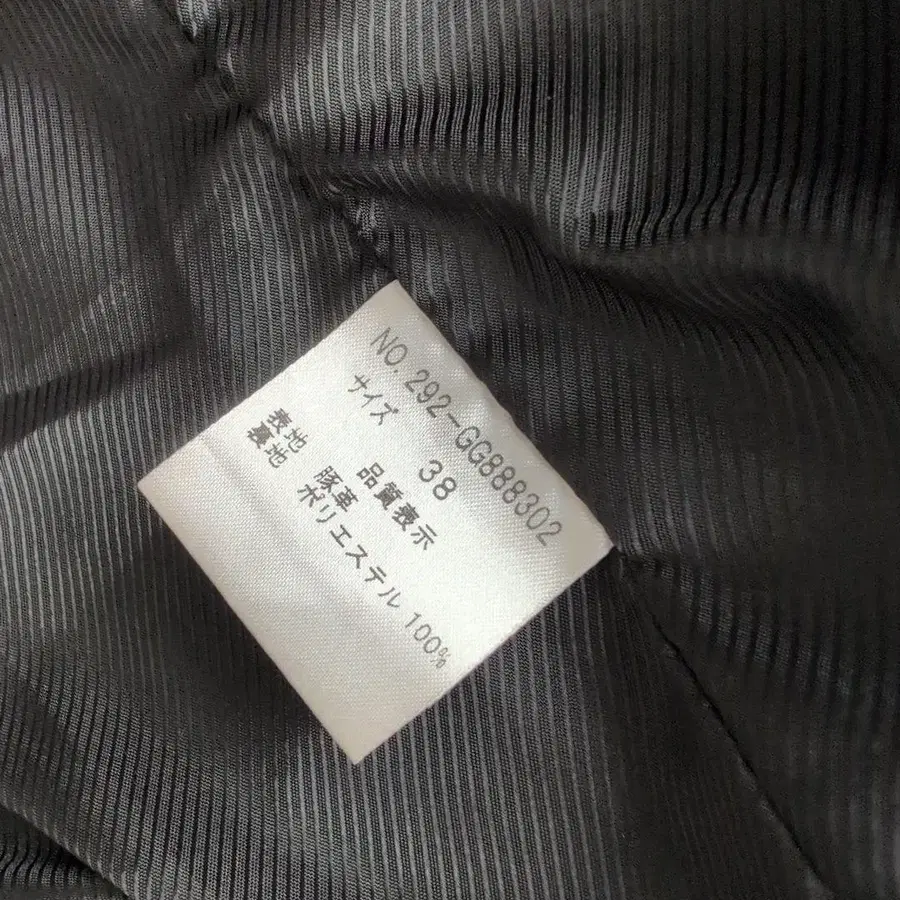 NO.292-GG888302
サイズ 38
品質表示
表地 豚革
裏地 ポリエステル 100%